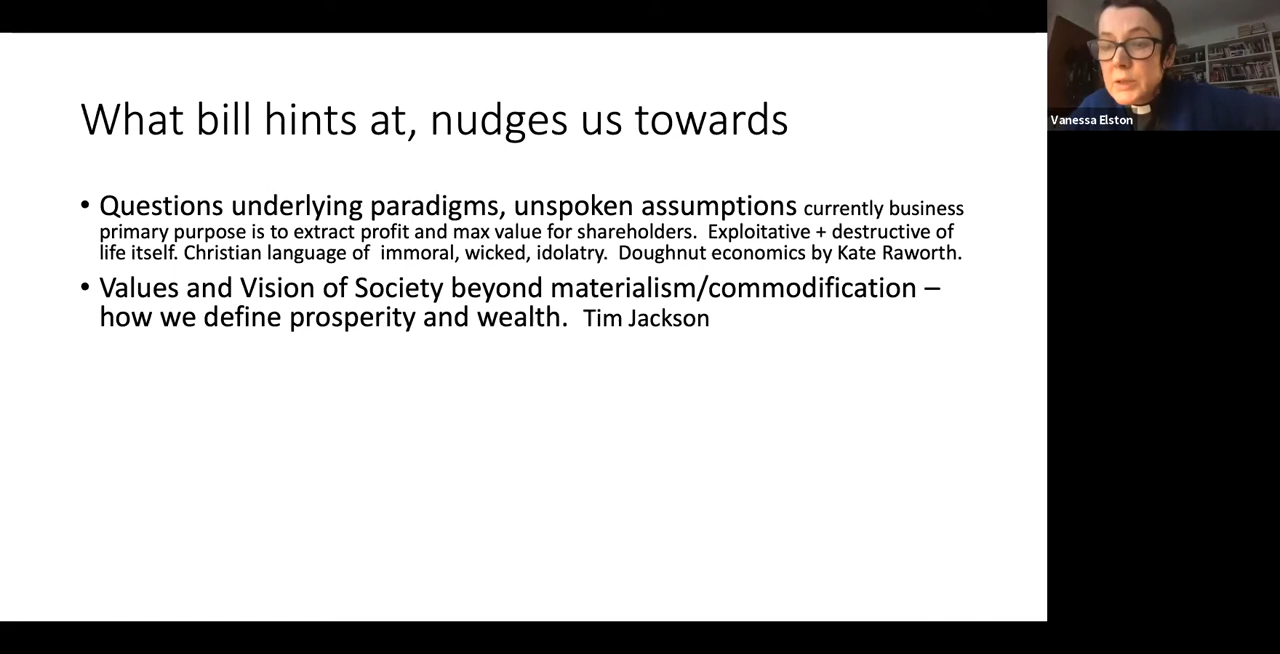 What bill hints at, nudges us towards
• Questions underlying paradigms, unspoken assumptions currently business
primary purpose is to extract profit and max value for shareholders.  Exploitative + destructive of
life itself. Christian language of  immoral, wicked, idolatry.  Doughnut economics by Kate Raworth.
• Values and Vision of Society beyond materialism/commodification –
how we define prosperity and wealth.  Tim Jackson
Vanessa Elston